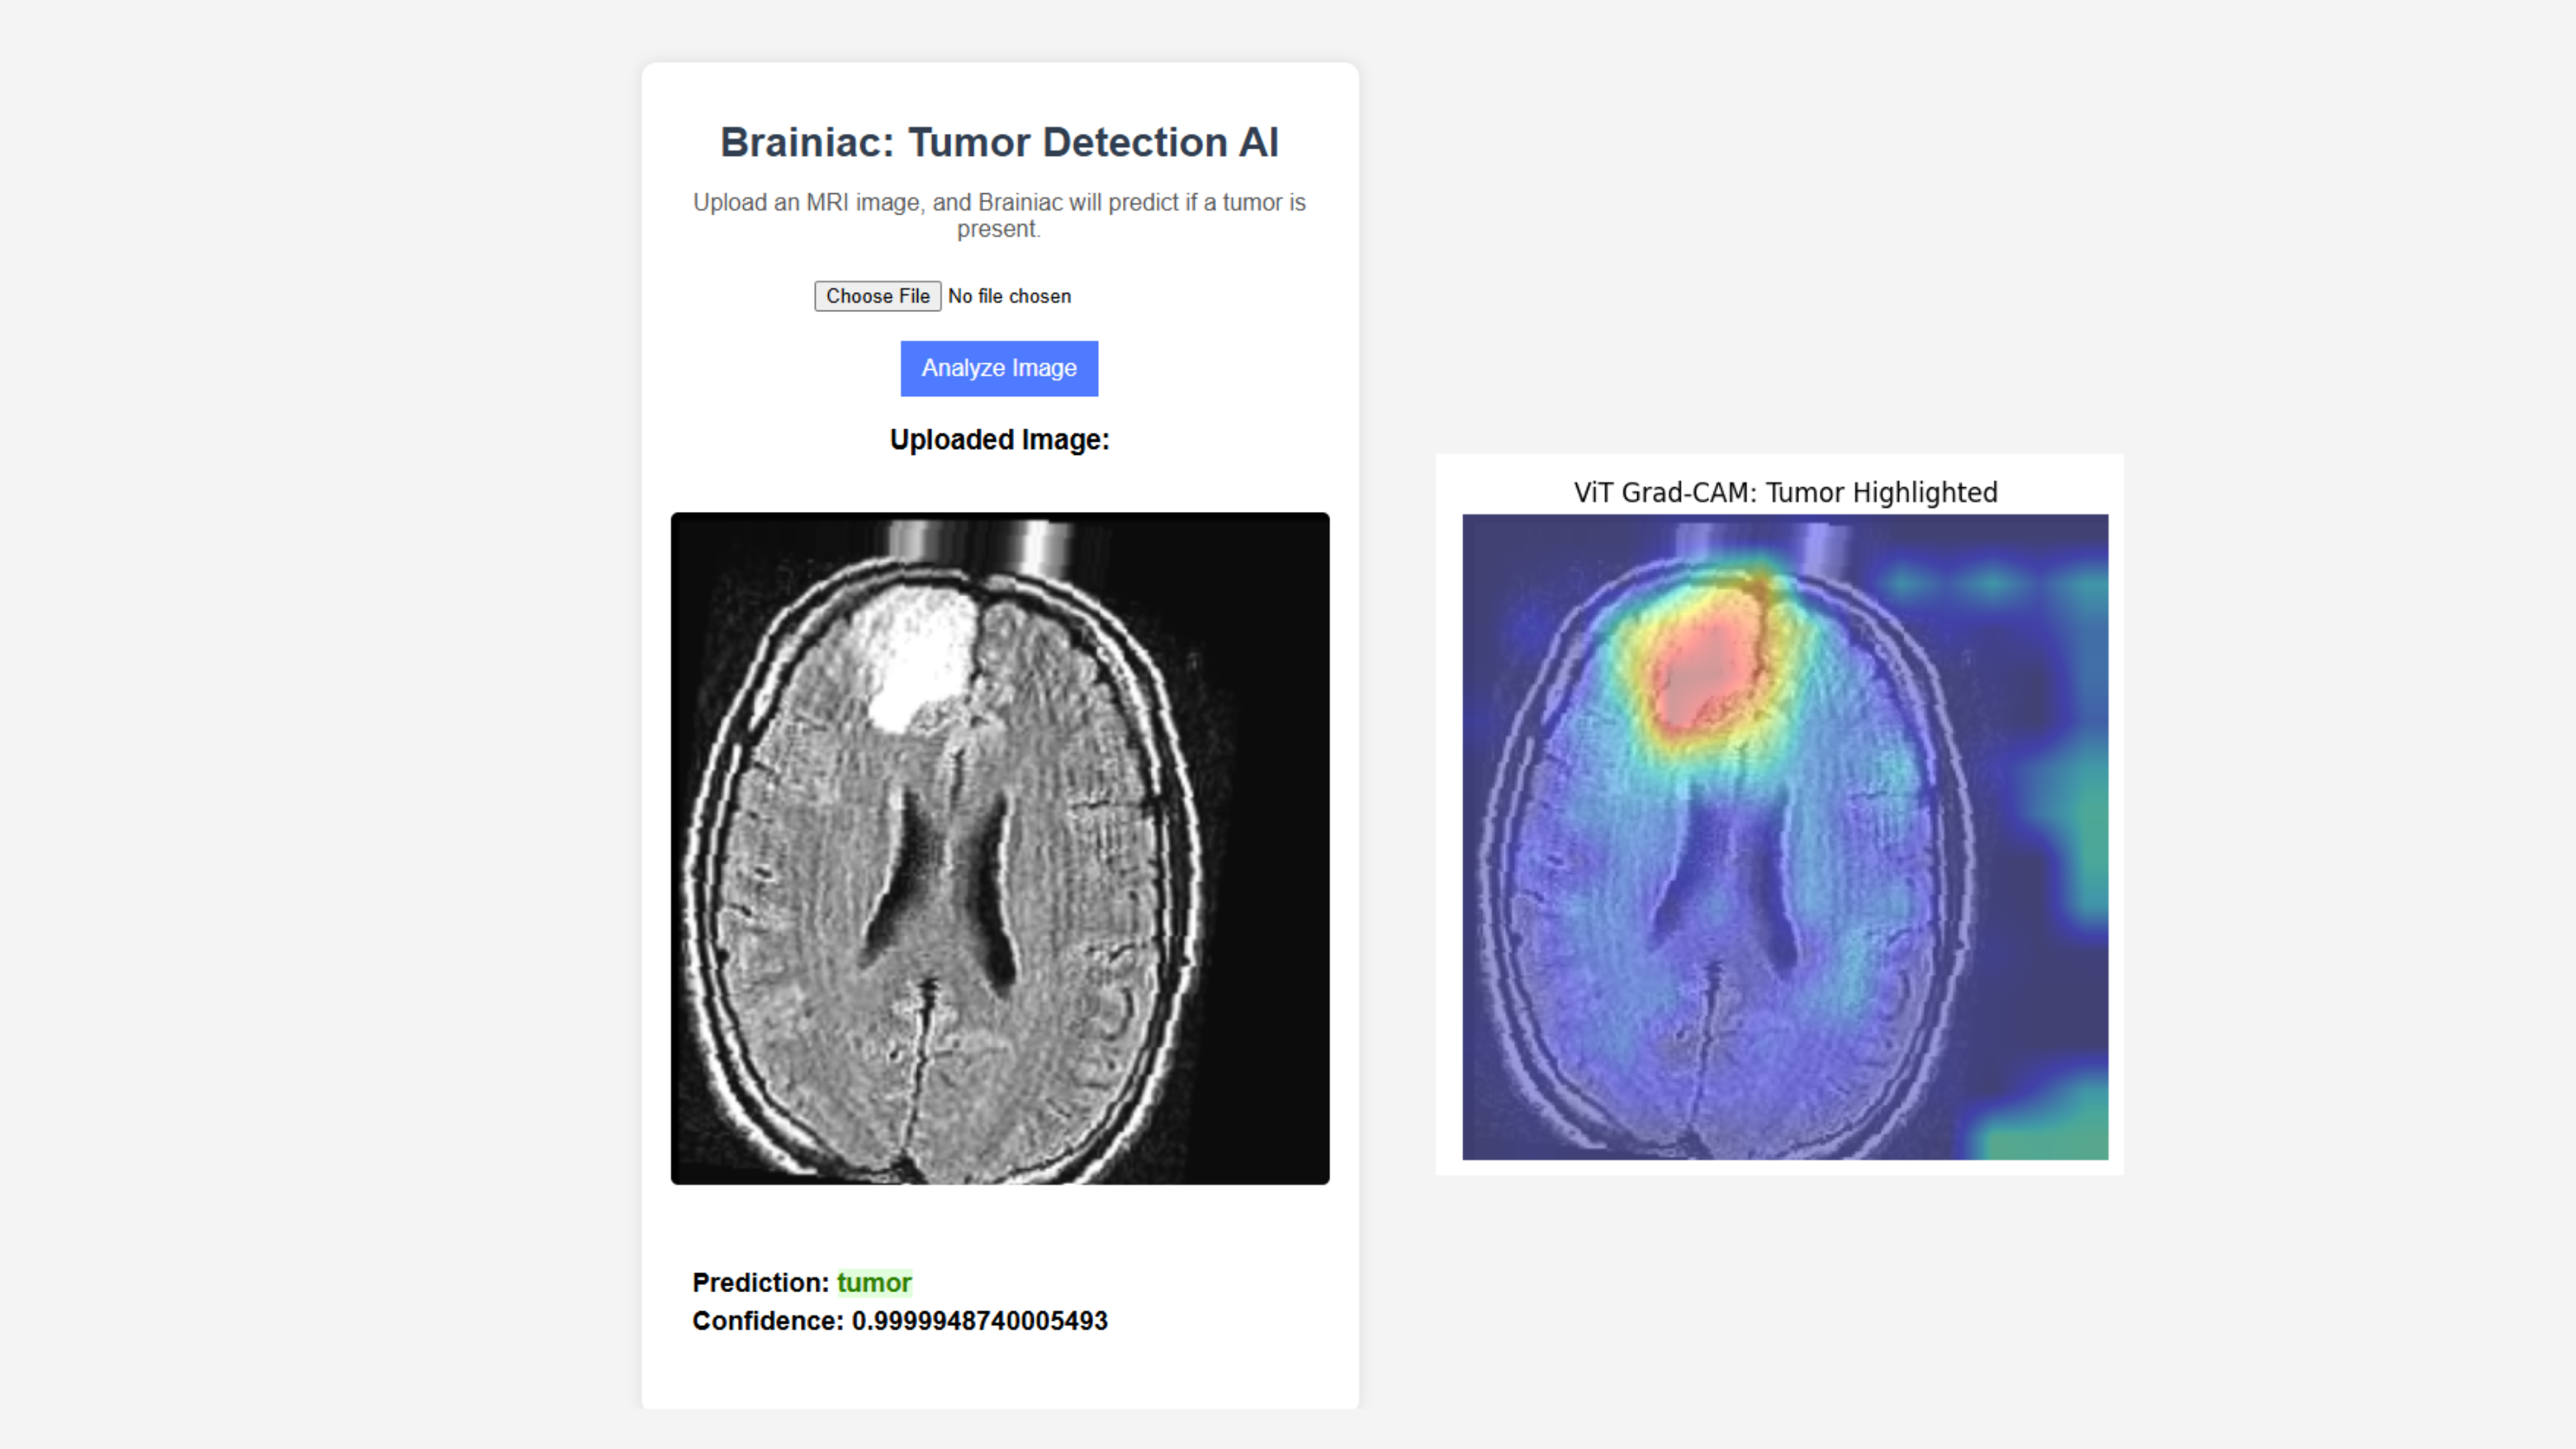 Brainiac: Tumor Detection AI
Upload an MRI image, and Brainiac will predict if a tumor is
present.
Choose File No file chosen
Analyze Image
Uploaded Image:
ViT Grad-CAM: Tumor Highlighted
Prediction: tumor
Confidence: 0.9999948740005493